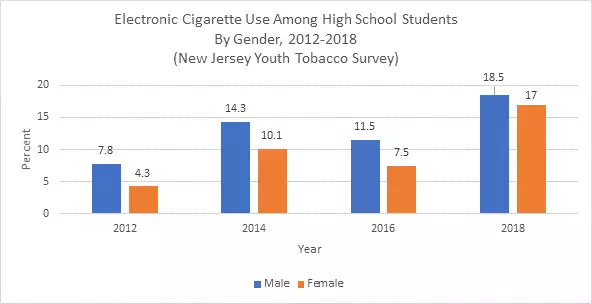 Electronic Cigarette Use Among High School Students
By Gender, 2012-2018
(New Jersey Youth Tobacco Survey)
Percent
20
15
10
5
0
7.8
4.3
14.3
10.1
11.5
7.5
18.5
17
2012
2014
2016
2018
Year
Male
Female